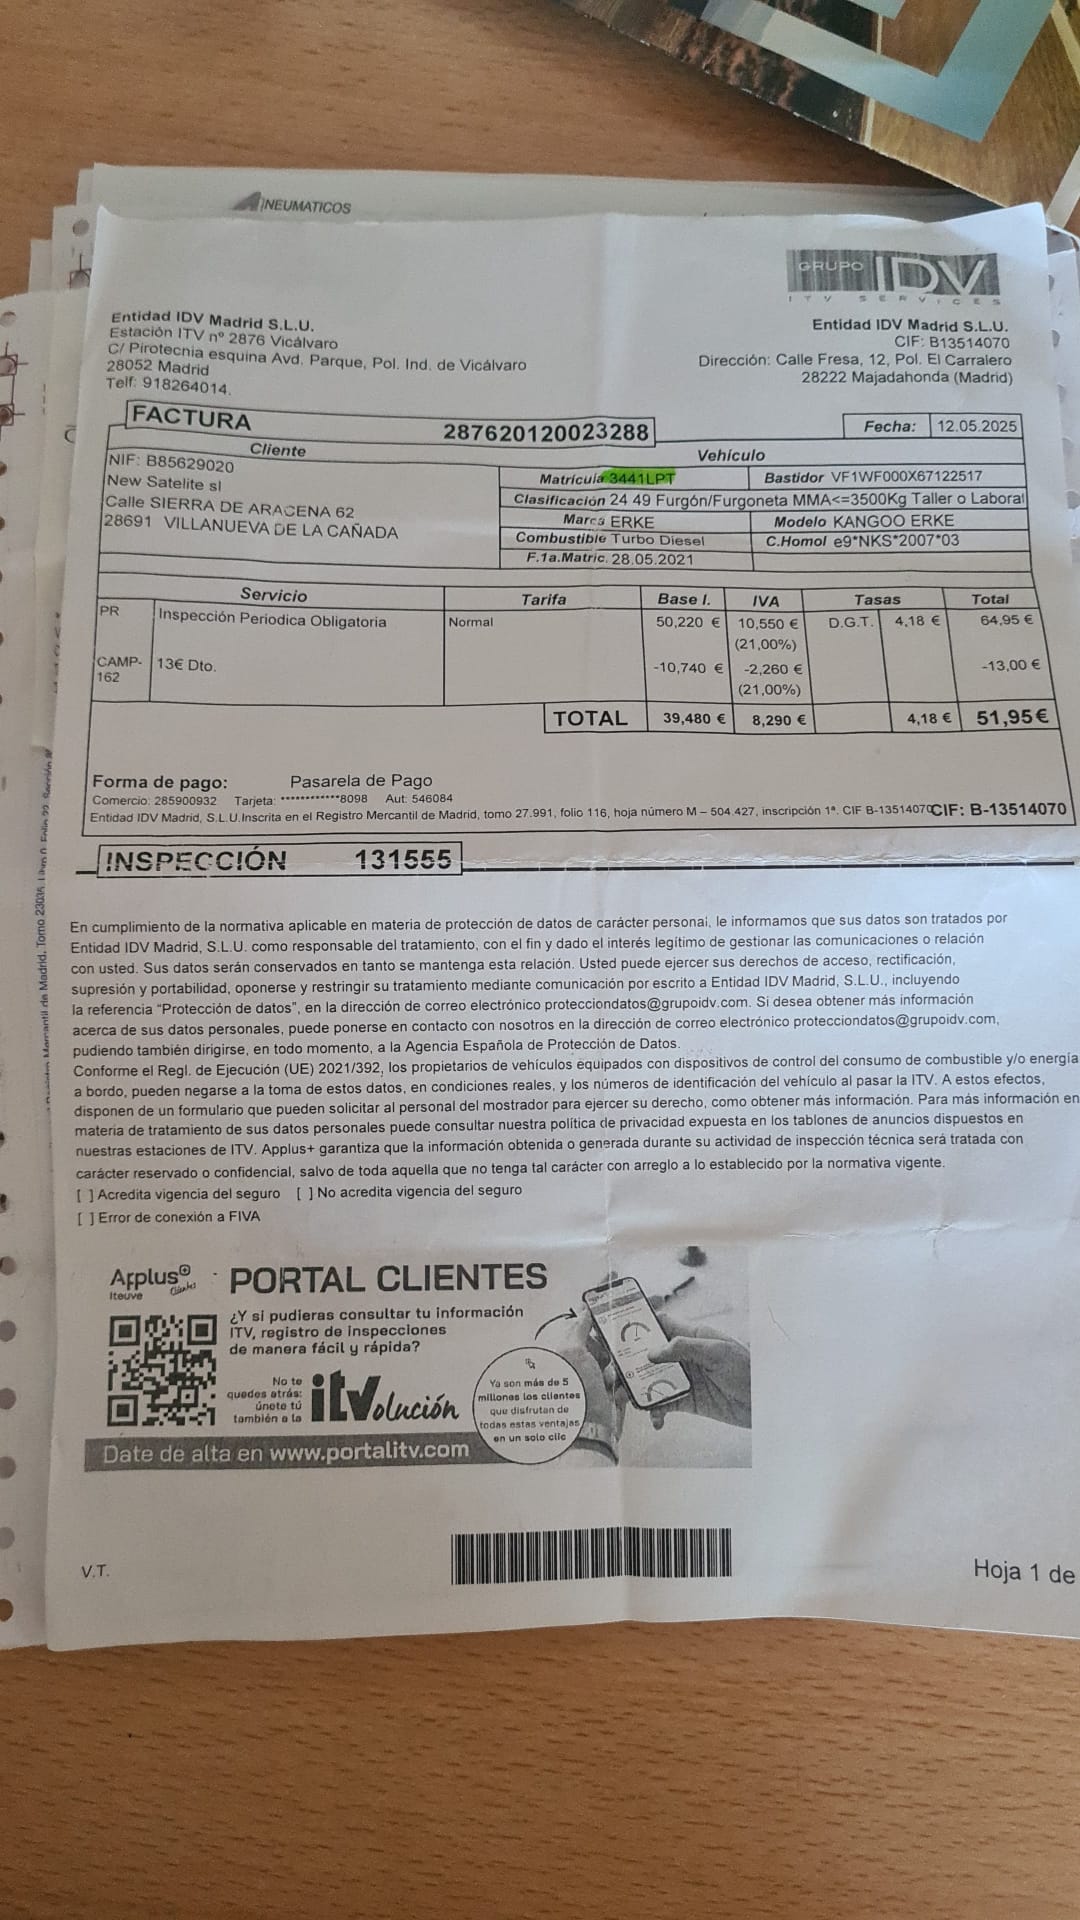 NEUMATICOS
GRUPO IDV
ITV SERVICES
Entidad IDV Madrid S.L.U.
Estación ITV nº 2876 Vicálvaro
C/ Pirotecnia esquina Avd. Parque, Pol. Ind. de Vicálvaro
28052 Madrid
Telf: 918264014.
Entidad IDV Madrid S.L.U.
CIF: B13514070
Dirección: Calle Fresa, 12, Pol. El Carralero
28222 Majadahonda (Madrid)
FACTURA 287620120023288
Fecha: 12.05.2025
Cliente
NIF: B85629020
New Satelite sl
Calle SIERRA DE ARACENA 62
28691 VILLANUEVA DE LA CAÑADA
Vehículo
Matrícula 3441LPT Bastidor VF1WF000X67122517
Clasificación 24 49 Furgón/Furgoneta MMA<=3500Kg Taller o Laboral
Marca ERKE Modelo KANGOO ERKE
Combustible Turbo Diesel C.Homol e9*NKS*2007*03
F.1a.Matric. 28.05.2021
Servicio Tarifa Base I. IVA Tasas Total
PR Inspección Periodica Obligatoria Normal 50,220 € 10,550 € D.G.T. 4,18 € 64,95 €
(21,00%)
CAMP- 13€ Dto. -10,740 € -2,260 € -13,00 €
162 (21,00%)
TOTAL 39,480 € 8,290 € 4,18 € 51,95€
Forma de pago: Pasarela de Pago
Comercio: 285900932 Tarjeta: ************8098 Aut: 546084
Entidad IDV Madrid, S.L.U.Inscrita en el Registro Mercantil de Madrid, tomo 27.991, folio 116, hoja número M – 504.427, inscripción 1ª. CIF B-13514070 CIF: B-13514070
INSPECCIÓN 131555
En cumplimiento de la normativa aplicable en materia de protección de datos de carácter personal, le informamos que sus datos son tratados por
Entidad IDV Madrid, S.L.U. como responsable del tratamiento, con el fin y dado el interés legítimo de gestionar las comunicaciones o relación
con usted. Sus datos serán conservados en tanto se mantenga esta relación. Usted puede ejercer sus derechos de acceso, rectificación,
supresión y portabilidad, oponerse y restringir su tratamiento mediante comunicación por escrito a Entidad IDV Madrid, S.L.U., incluyendo
la referencia “Protección de datos”, en la dirección de correo electrónico protecciondatos@grupoidv.com. Si desea obtener más información
acerca de sus datos personales, puede ponerse en contacto con nosotros en la dirección de correo electrónico protecciondatos@grupoidv.com,
pudiendo también dirigirse, en todo momento, a la Agencia Española de Protección de Datos.
Conforme el Regl. de Ejecución (UE) 2021/392, los propietarios de vehículos equipados con dispositivos de control del consumo de combustible y/o energía
a bordo, pueden negarse a la toma de estos datos, en condiciones reales, y los números de identificación del vehículo al pasar la ITV. A estos efectos,
disponen de un formulario que pueden solicitar al personal del mostrador para ejercer su derecho, como obtener más información. Para más información en
materia de tratamiento de sus datos personales puede consultar nuestra política de privacidad expuesta en los tablones de anuncios dispuestos en
nuestras estaciones de ITV. Applus+ garantiza que la información obtenida o generada durante su actividad de inspección técnica será tratada con
carácter reservado o confidencial, salvo de toda aquella que no tenga tal carácter con arreglo a lo establecido por la normativa vigente.
[ ] Acredita vigencia del seguro [ ] No acredita vigencia del seguro
[ ] Error de conexión a FIVA
Applus+
Iteuve
PORTAL CLIENTES
¿Y si pudieras consultar tu información
ITV, registro de inspecciones
de manera fácil y rápida?
No te
quedes atrás:
únete tú
también a la
itvolución
Ya son más de 5
millones los clientes
que disfrutan de
todas estas ventajas
en un solo clic
Date de alta en www.portalitv.com
V.T.
Hoja 1 de